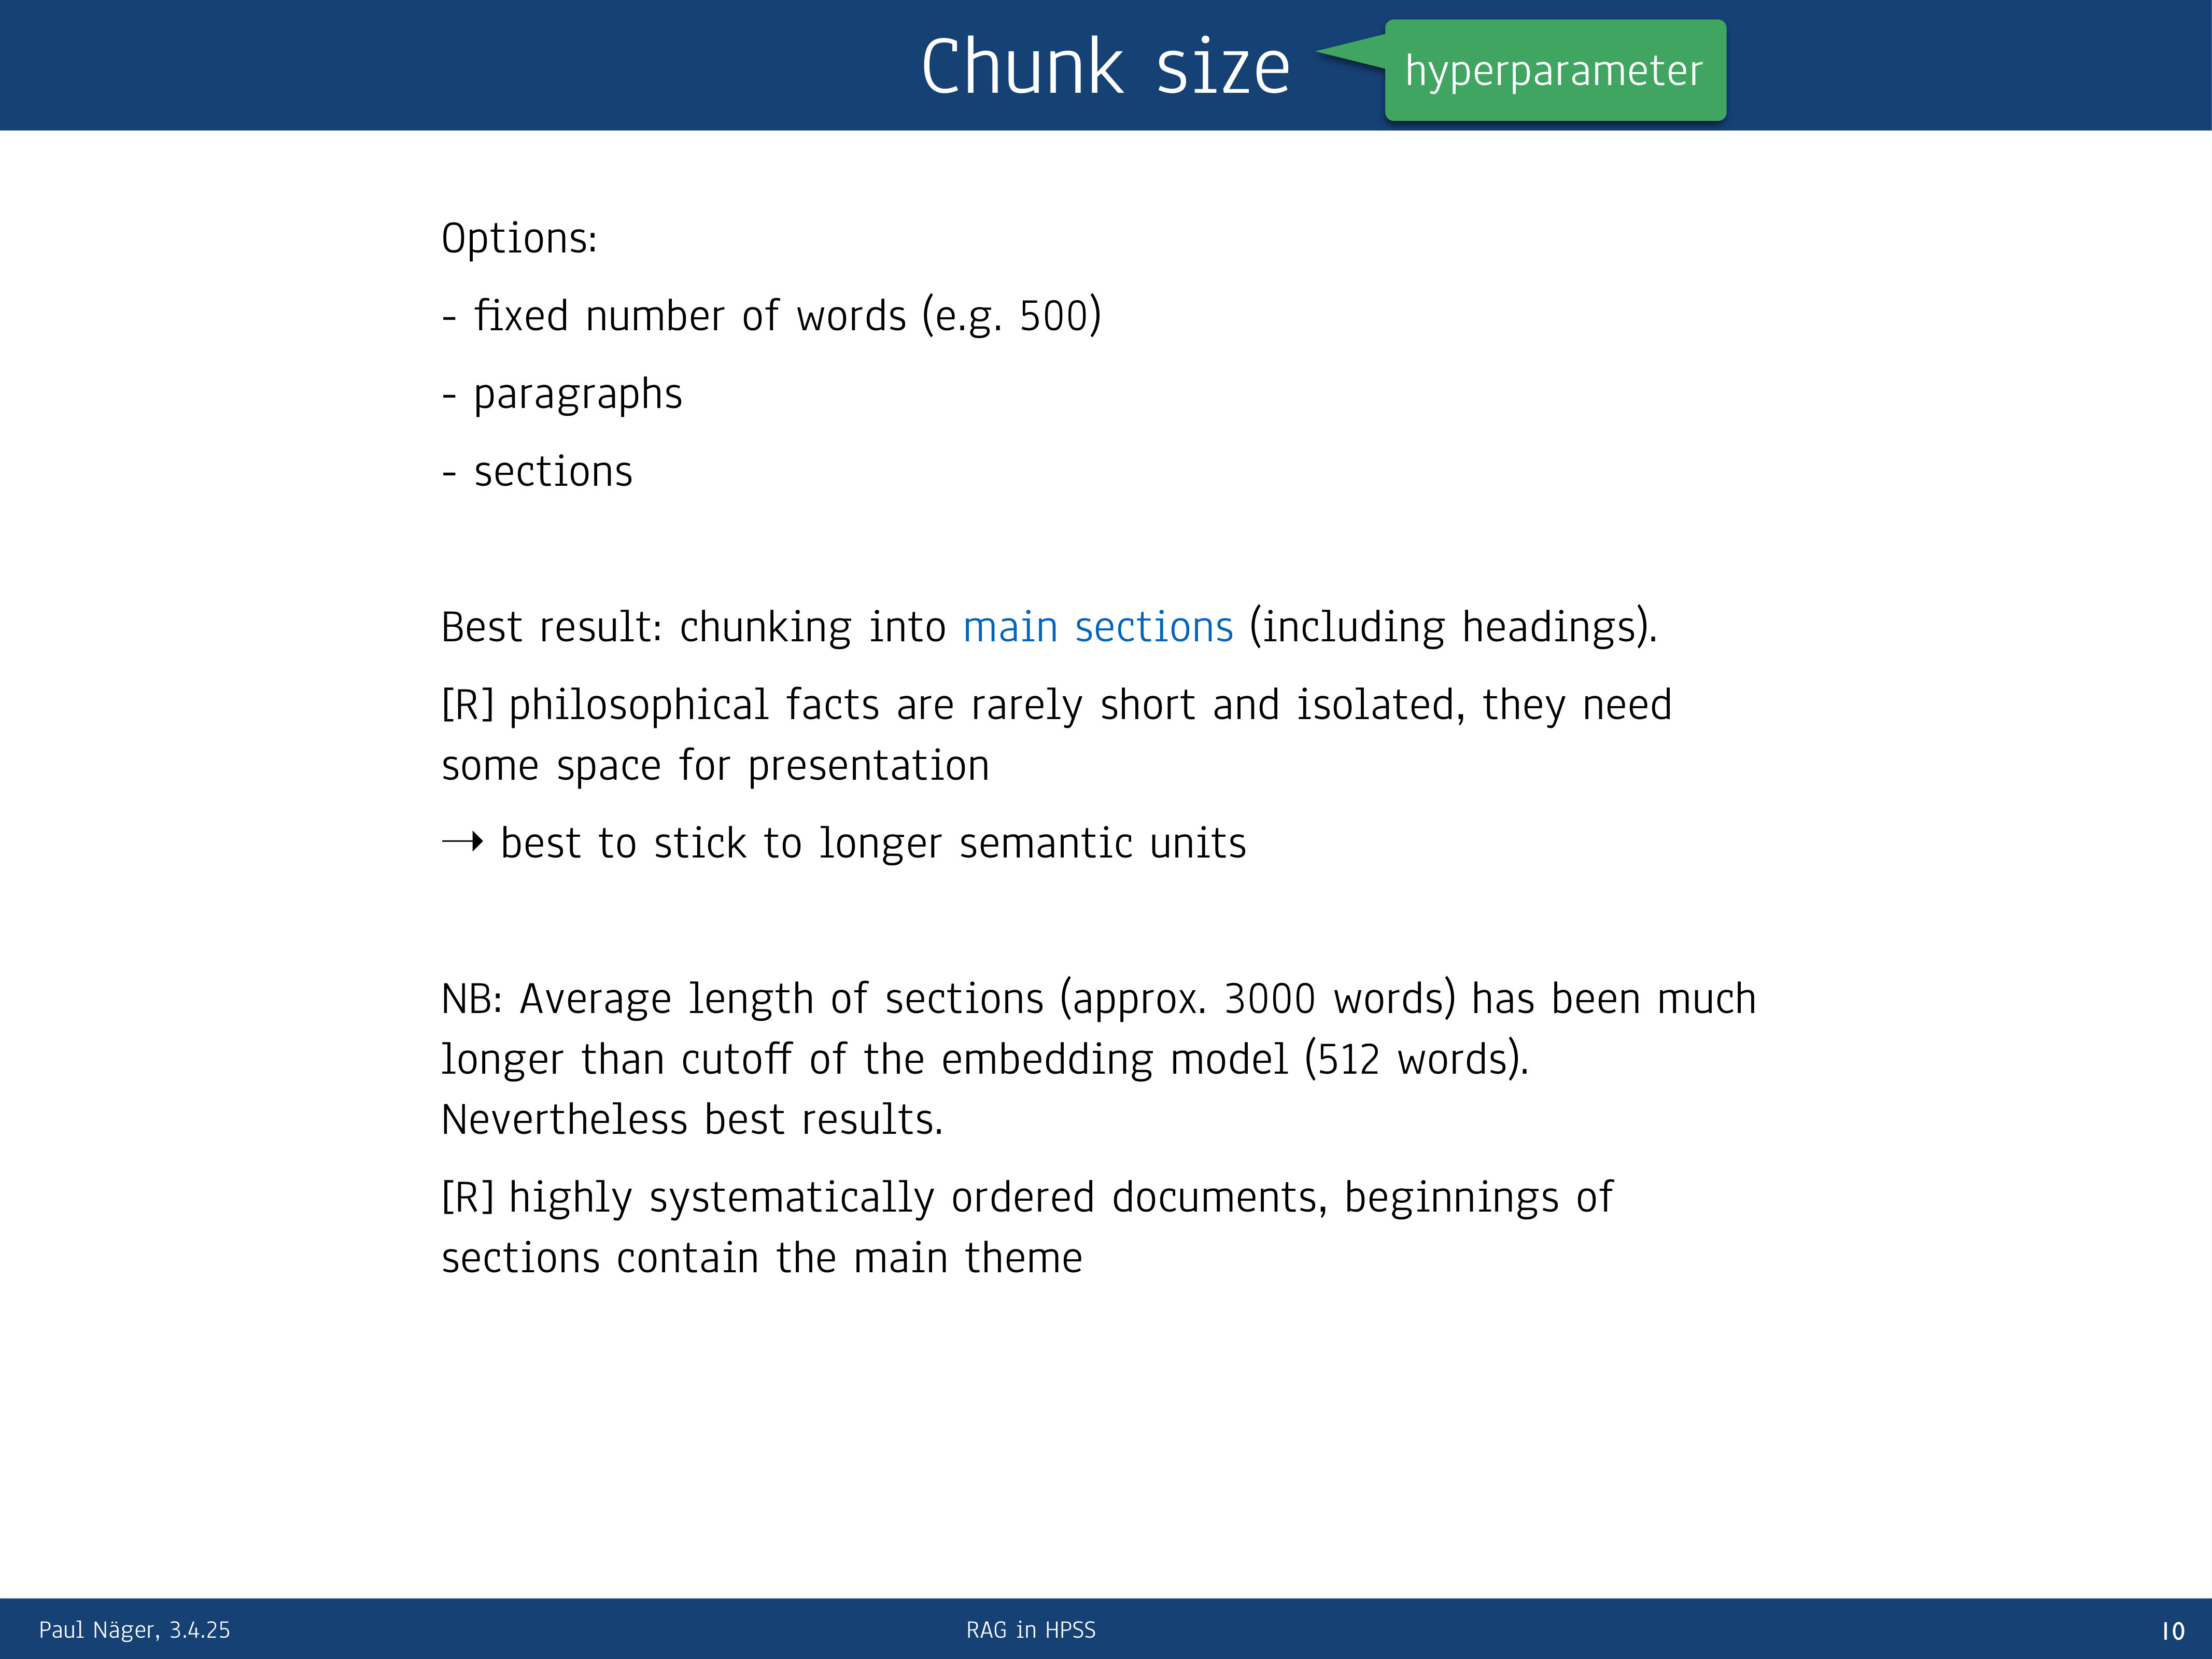 Chunk size
hyperparameter
Options:
- fixed number of words (e.g. 500)
- paragraphs
- sections
Best result: chunking into main sections (including headings).
[R] philosophical facts are rarely short and isolated, they need
some space for presentation
→ best to stick to longer semantic units
NB: Average length of sections (approx. 3000 words) has been much
longer than cutoff of the embedding model (512 words).
Nevertheless best results.
[R] highly systematically ordered documents, beginnings of
sections contain the main theme
Paul Näger, 3.4.25
RAG in HPSS
10